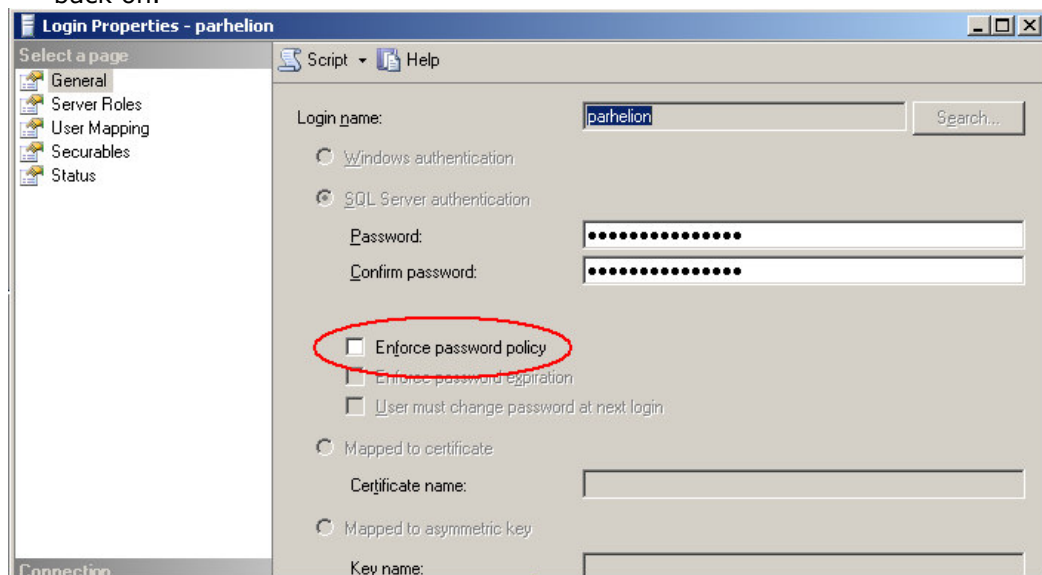 back on.
Login Properties - parhelion
Select a page
General
Server Roles
User Mapping
Securables
Status
Script Help
Login name: parhelion Search...
Windows authentication
SQL Server authentication
Password: •••••••••••••••
Confirm password: •••••••••••••••
Enforce password policy
Enforce password expiration
User must change password at next login
Mapped to certificate
Certificate name:
Mapped to asymmetric key
Key name:
Connection